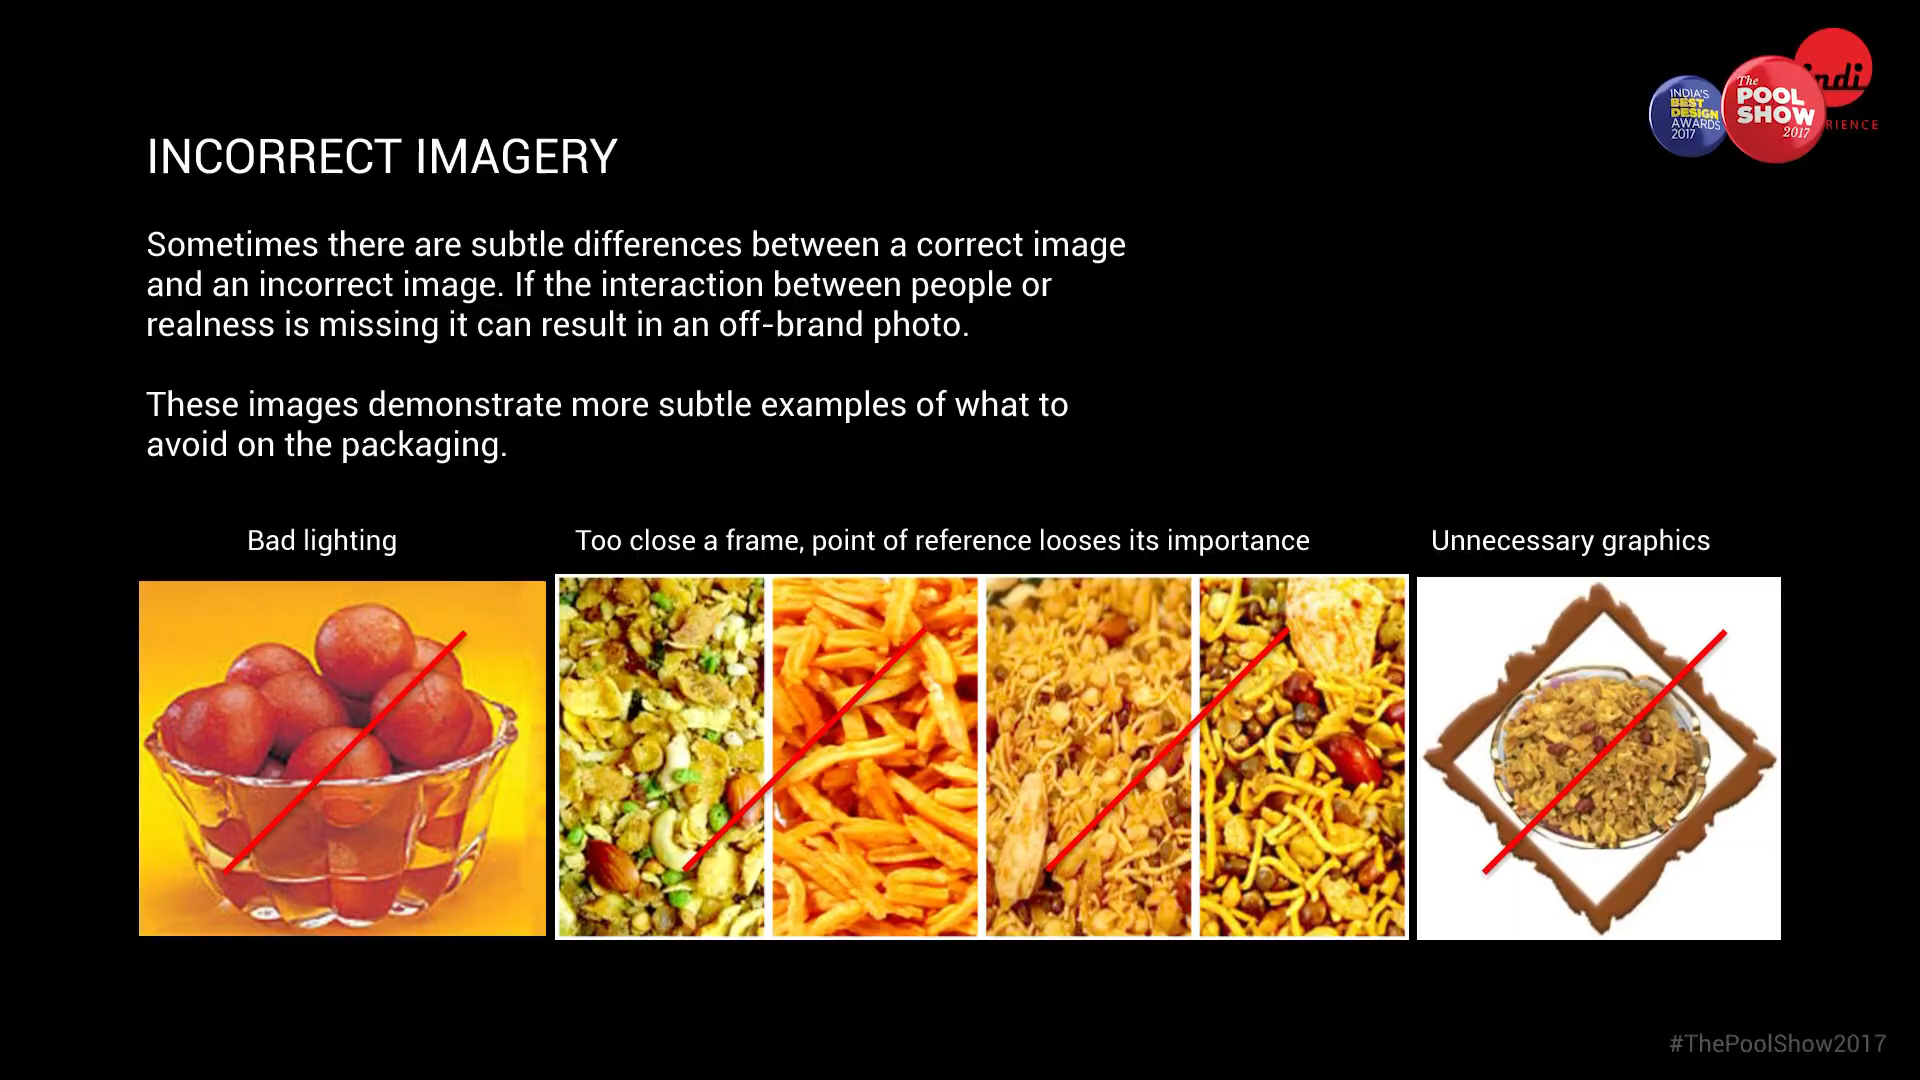 INDIA'S
BEST
DESIGN
AWARDS
2017
The
POOL
SHOW
2017
indi
RIENCE
INCORRECT IMAGERY
Sometimes there are subtle differences between a correct image
and an incorrect image. If the interaction between people or
realness is missing it can result in an off-brand photo.
These images demonstrate more subtle examples of what to
avoid on the packaging.
Bad lighting
Too close a frame, point of reference looses its importance
Unnecessary graphics
#ThePoolShow2017